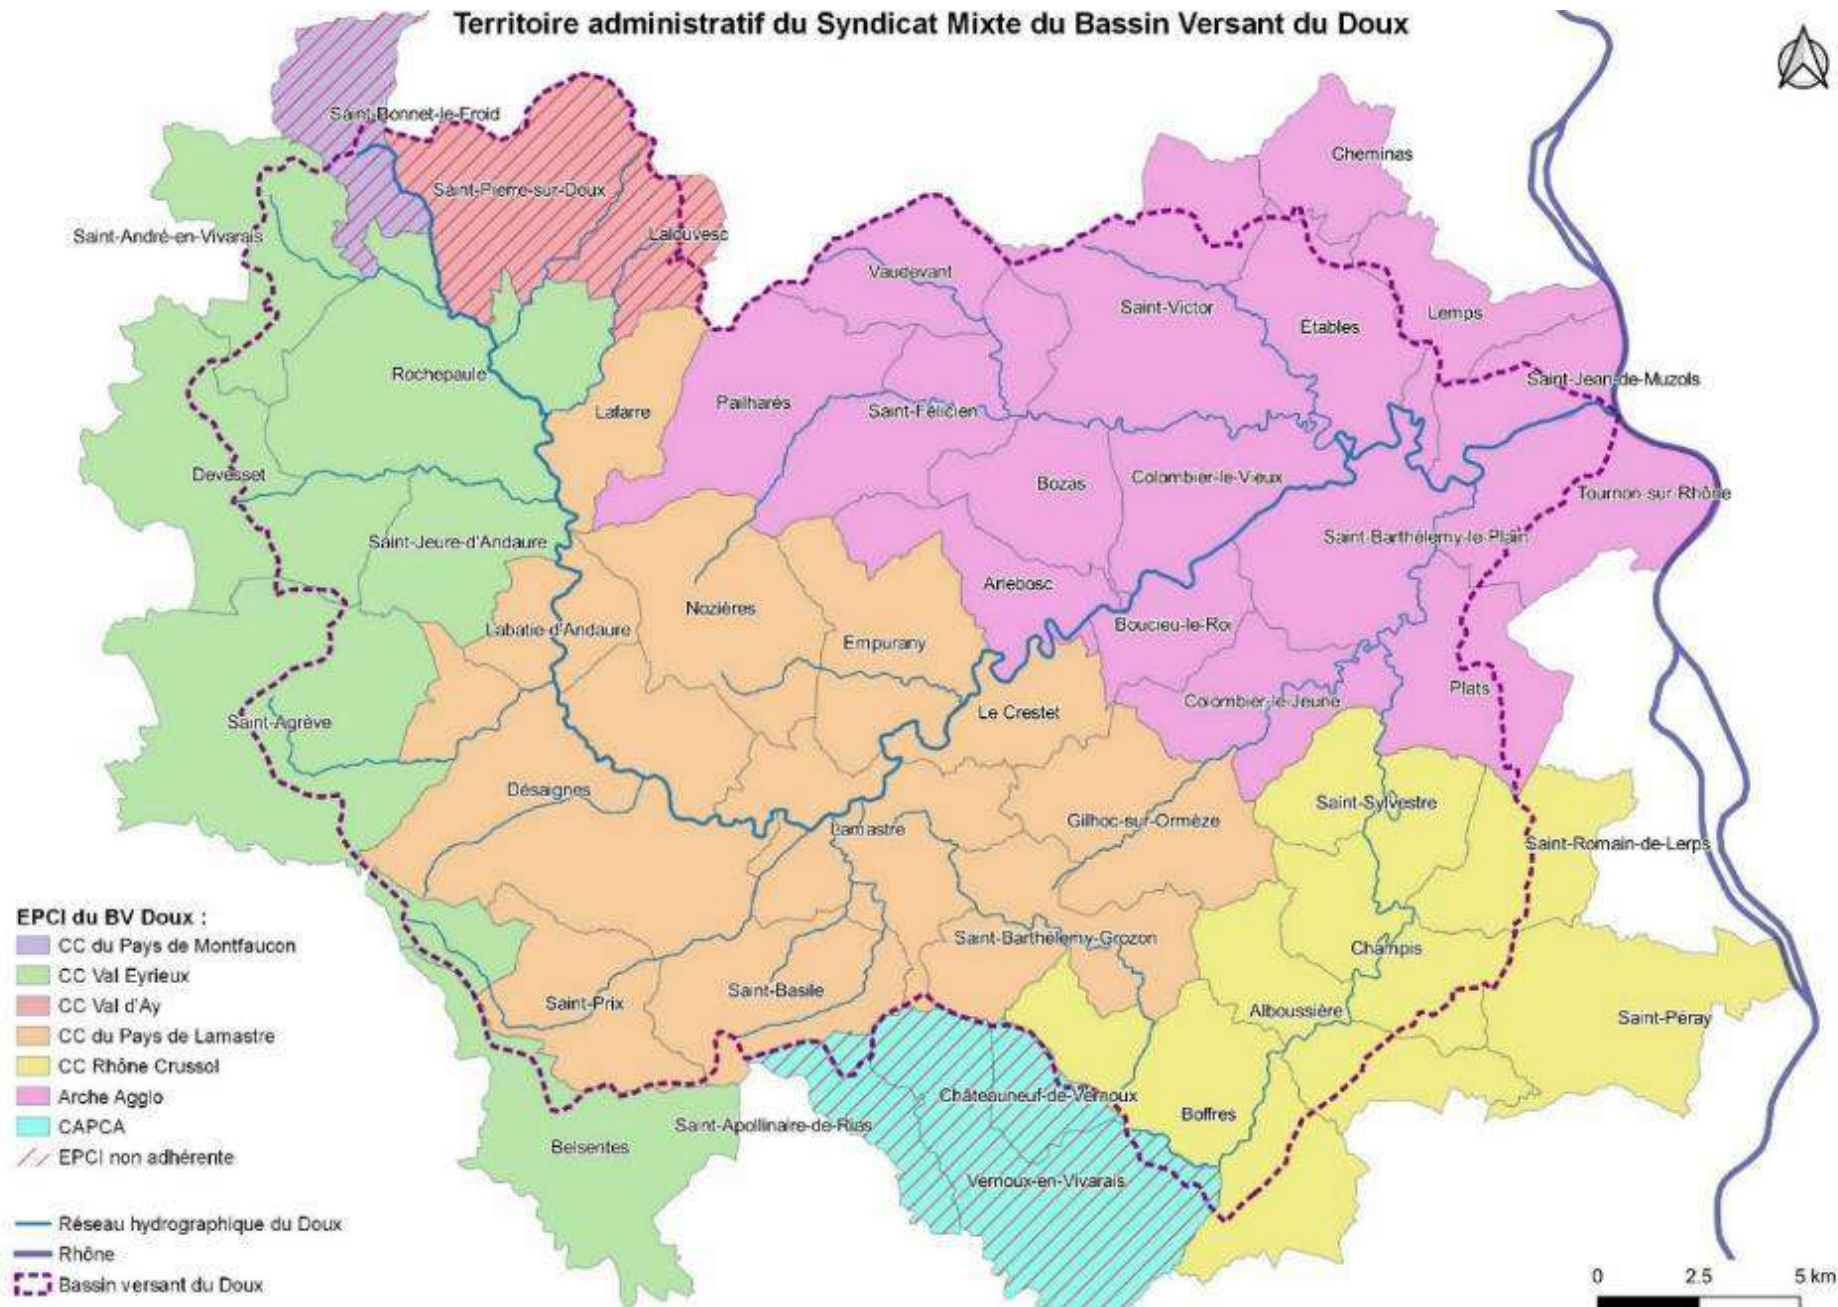 Territoire administratif du Syndicat Mixte du Bassin Versant du Doux
Saint-Bonnet-le-Froid
Cheminas
Saint-Pierre-sur-Doux
Saint-André-en-Vivarais
Lalouvesc
Vaudevant
Saint-Victor
Lemps
Étables
Rochepaule
Saint-Jean-de-Muzols
Lafarre
Pailharès
Saint-Félicien
Devesset
Bozas
Colombier-le-Vieux
Tournon-sur-Rhône
Saint-Jeure-d'Andaure
Saint-Barthélemy-le-Plain
Arlebosc
Nozières
Boucieu-le-Roi
Labatie-d'Andaure
Empurany
Plats
Colombier-le-Jeune
Saint-Agrève
Le Crestet
Désaignes
Saint-Sylvestre
Gilhoc-sur-Ormèze
Lamastre
Saint-Romain-de-Lerps
Saint-Barthélemy-Grozon
Champis
Saint-Basile
Saint-Prix
Alboussière
Saint-Péray
Châteauneuf-de-Vernoux
Boffres
Saint-Apollinaire-de-Rias
Belsentes
Vernoux-en-Vivarais
EPCI du BV Doux :
CC du Pays de Montfaucon
CC Val Eyrieux
CC Val d'Ay
CC du Pays de Lamastre
CC Rhône Crussol
Arche Agglo
CAPCA
EPCI non adhérente
Réseau hydrographique du Doux
Rhône
Bassin versant du Doux
0 2.5 5 km